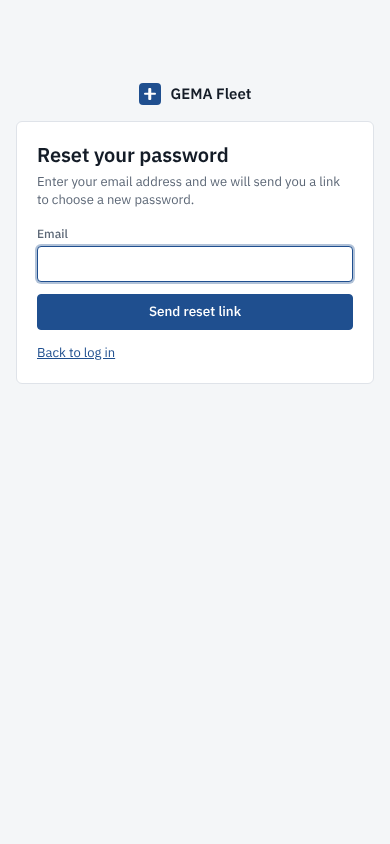 GEMA Fleet
Reset your password
Enter your email address and we will send you a link
to choose a new password.
Email
Send reset link
Back to log in